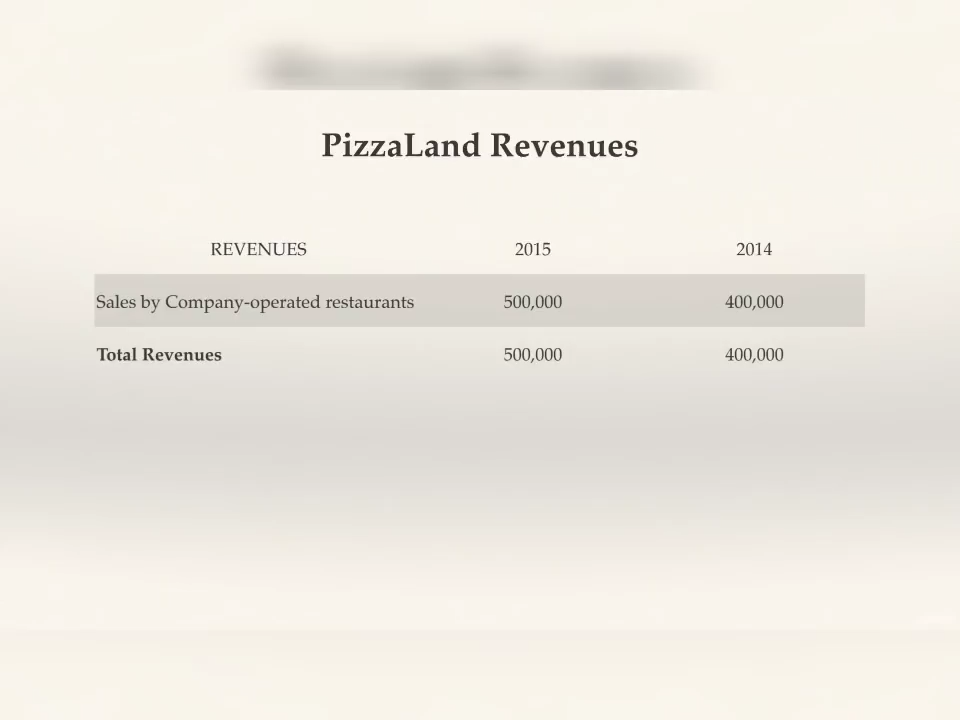 PizzaLand Revenues
REVENUES 2015 2014
Sales by Company-operated restaurants 500,000 400,000
Total Revenues 500,000 400,000